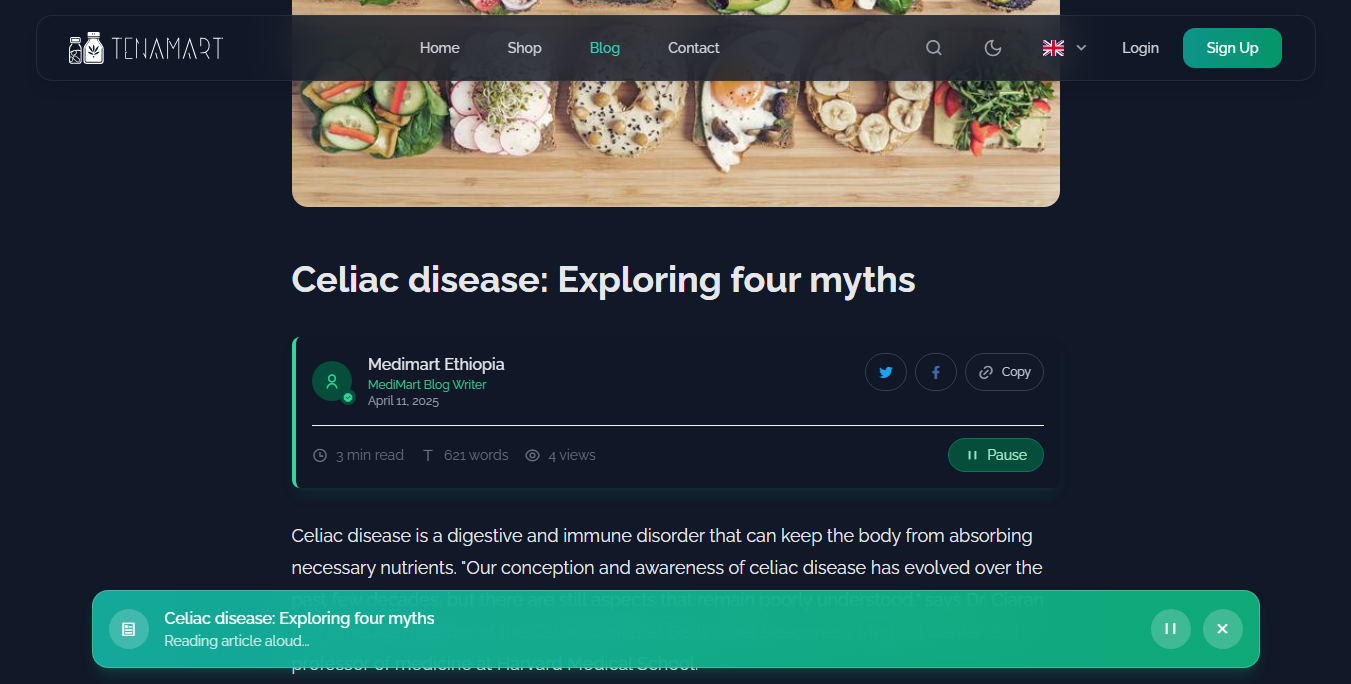 TENAMART
Home
Shop
Blog
Contact
Login
Sign Up
Celiac disease: Exploring four myths
Medimart Ethiopia
MediMart Blog Writer
April 11, 2025
Copy
3 min read
621 words
4 views
Pause
Celiac disease is a digestive and immune disorder that can keep the body from absorbing
necessary nutrients. "Our conception and awareness of celiac disease has evolved over the
past few decades, but there are still aspects that remain poorly understood," says Dr. Ciaran
Celiac disease: Exploring four myths
Reading article aloud...
professor of medicine at Harvard Medical School.